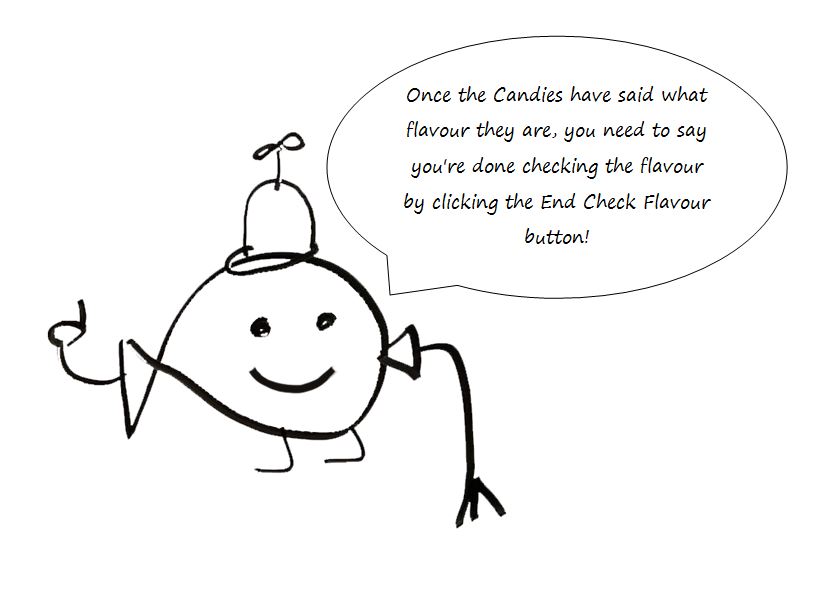 Once the Candies have said what
flavour they are, you need to say
you're done checking the flavour
by clicking the End Check Flavour
button!